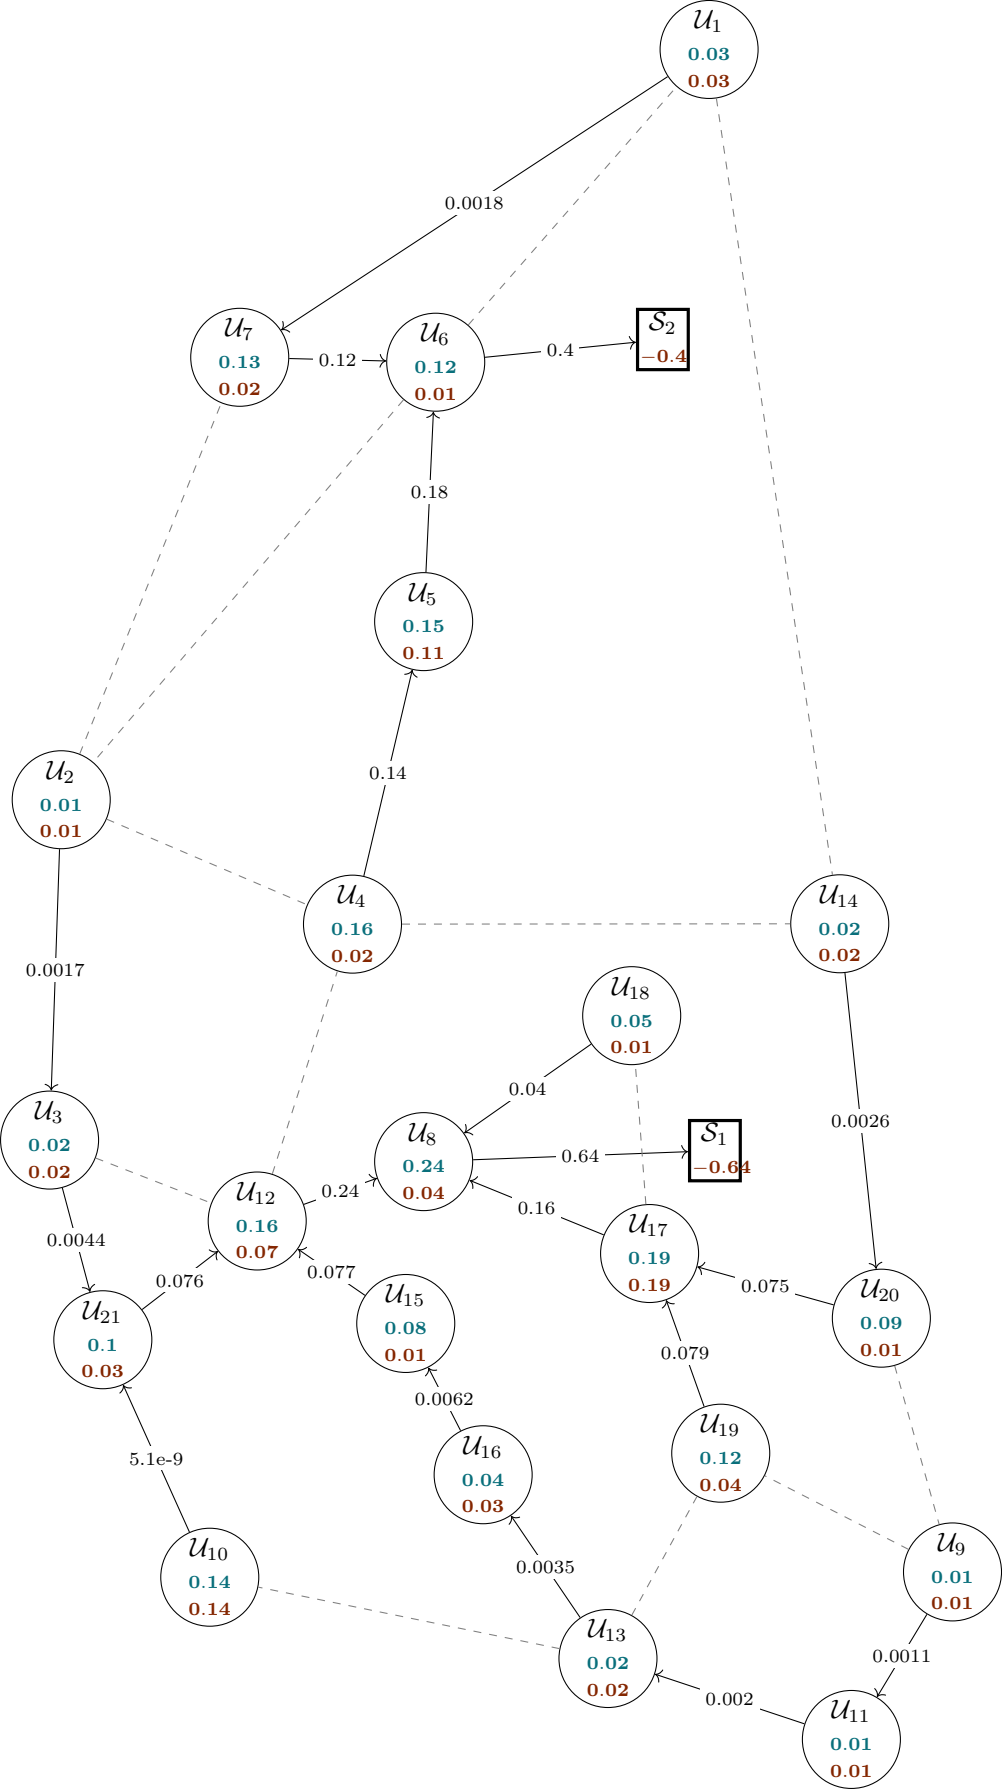 𝒰₁
0.03
0.03
0.0018
𝒰₇
0.13
0.02
0.12
𝒰₆
0.12
0.01
0.4
𝒮₂
−0.4
0.18
𝒰₅
0.15
0.11
0.14
𝒰₂
0.01
0.01
𝒰₄
0.16
0.02
𝒰₁₄
0.02
0.02
0.0017
𝒰₁₈
0.05
0.01
0.04
0.0026
𝒰₃
0.02
0.02
𝒰₈
0.24
0.04
0.64
𝒮₁
−0.64
𝒰₁₂
0.16
0.07
0.24
0.16
𝒰₁₇
0.19
0.19
0.0044
0.076
0.077
0.075
𝒰₂₁
0.1
0.03
𝒰₁₅
0.08
0.01
𝒰₂₀
0.09
0.01
0.079
0.0062
𝒰₁₉
0.12
0.04
5.1e-9
𝒰₁₆
0.04
0.03
𝒰₁₀
0.14
0.14
0.0035
𝒰₉
0.01
0.01
𝒰₁₃
0.02
0.02
0.0011
0.002
𝒰₁₁
0.01
0.01